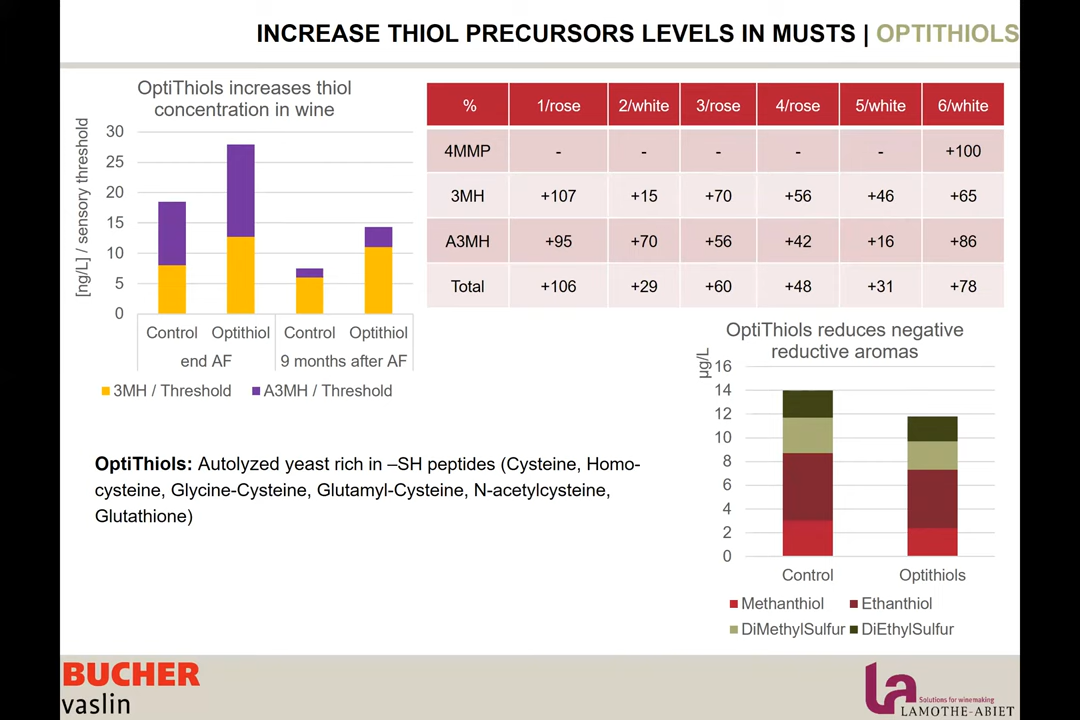 INCREASE THIOL PRECURSORS LEVELS IN MUSTS | OPTITHIOLS
OptiThiols increases thiol
concentration in wine
[ng/L] / sensory threshold
30
25
20
15
10
5
0
Control Optithiol Control Optithiol
end AF 9 months after AF
3MH / Threshold A3MH / Threshold
% 1/rose 2/white 3/rose 4/rose 5/white 6/white
4MMP - - - - - +100
3MH +107 +15 +70 +56 +46 +65
A3MH +95 +70 +56 +42 +16 +86
Total +106 +29 +60 +48 +31 +78
OptiThiols reduces negative
reductive aromas
µg/L
16
14
12
10
8
6
4
2
0
Control Optithiols
Methanthiol Ethanthiol
DiMethylSulfur DiEthylSulfur
OptiThiols: Autolyzed yeast rich in –SH peptides (Cysteine, Homo-
cysteine, Glycine-Cysteine, Glutamyl-Cysteine, N-acetylcysteine,
Glutathione)
BUCHER
vaslin
la
Solutions for winemaking
LAMOTHE-ABIET